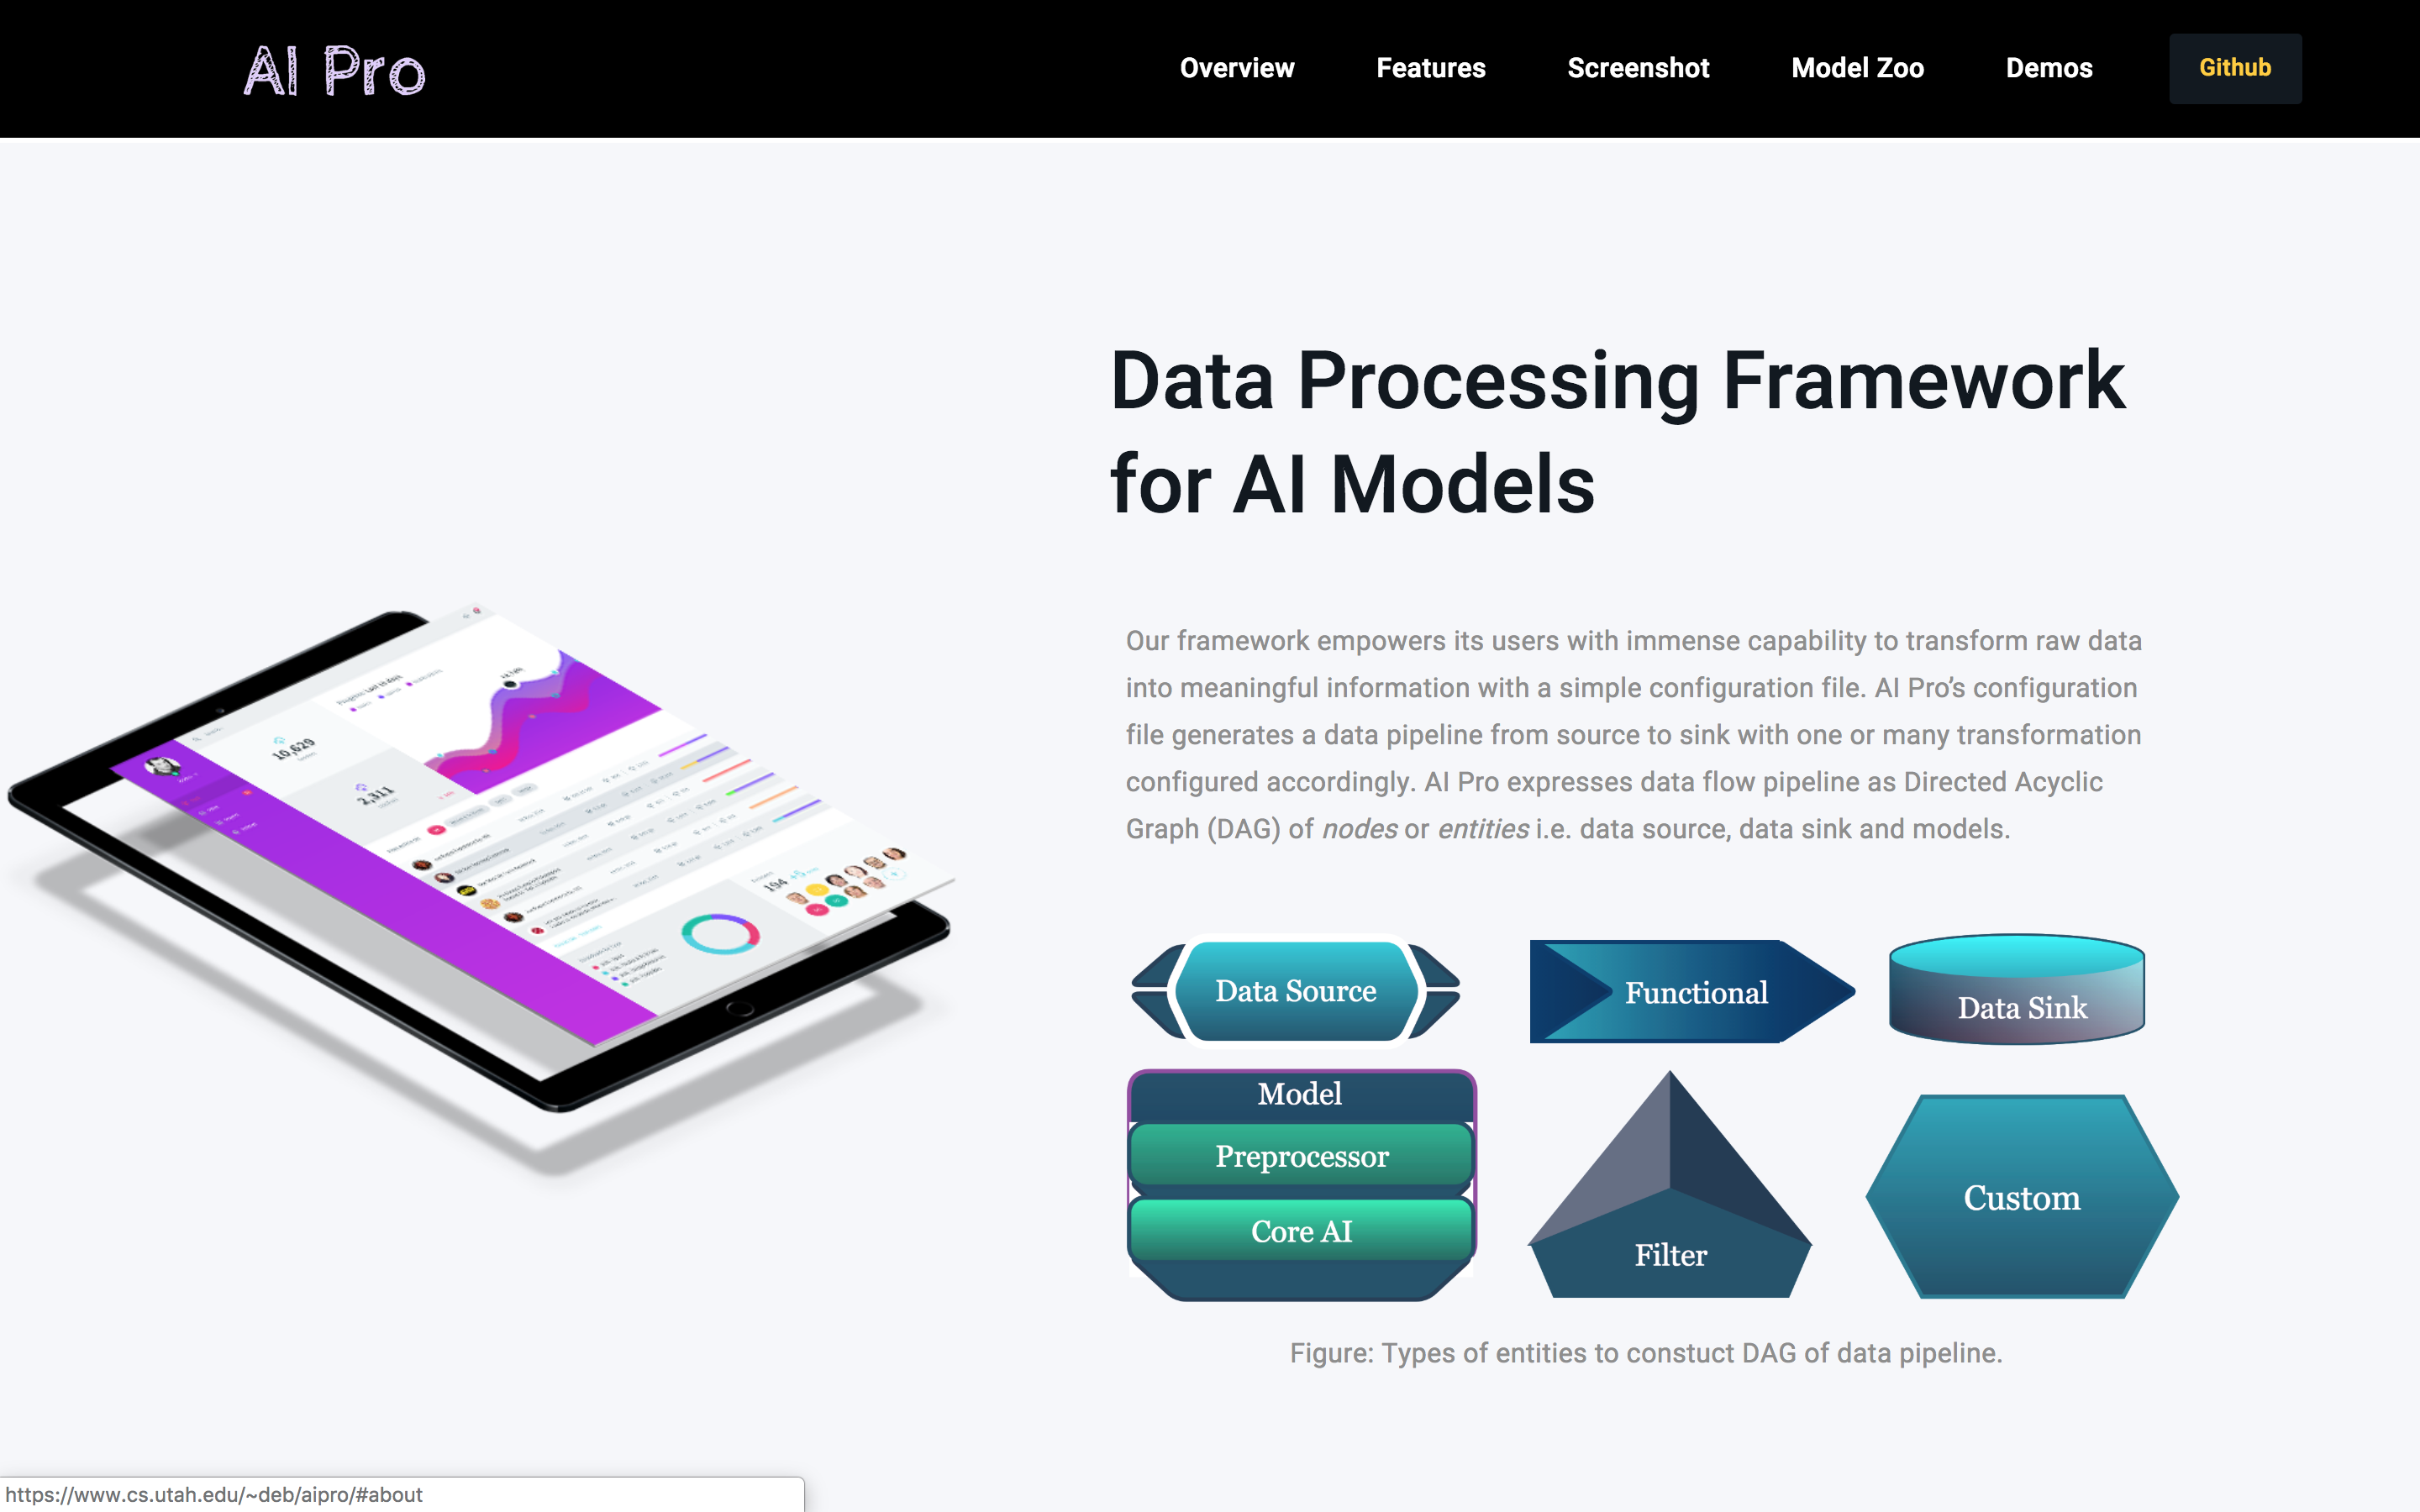 AI Pro
Overview
Features
Screenshot
Model Zoo
Demos
Github
Data Processing Framework
for AI Models
Our framework empowers its users with immense capability to transform raw data
into meaningful information with a simple configuration file. AI Pro’s configuration
file generates a data pipeline from source to sink with one or many transformation
configured accordingly. AI Pro expresses data flow pipeline as Directed Acyclic
Graph (DAG) of nodes or entities i.e. data source, data sink and models.
10,629
2,311
194
Data Source
Functional
Data Sink
Model
Preprocessor
Core AI
Filter
Custom
Figure: Types of entities to constuct DAG of data pipeline.
https://www.cs.utah.edu/~deb/aipro/#about